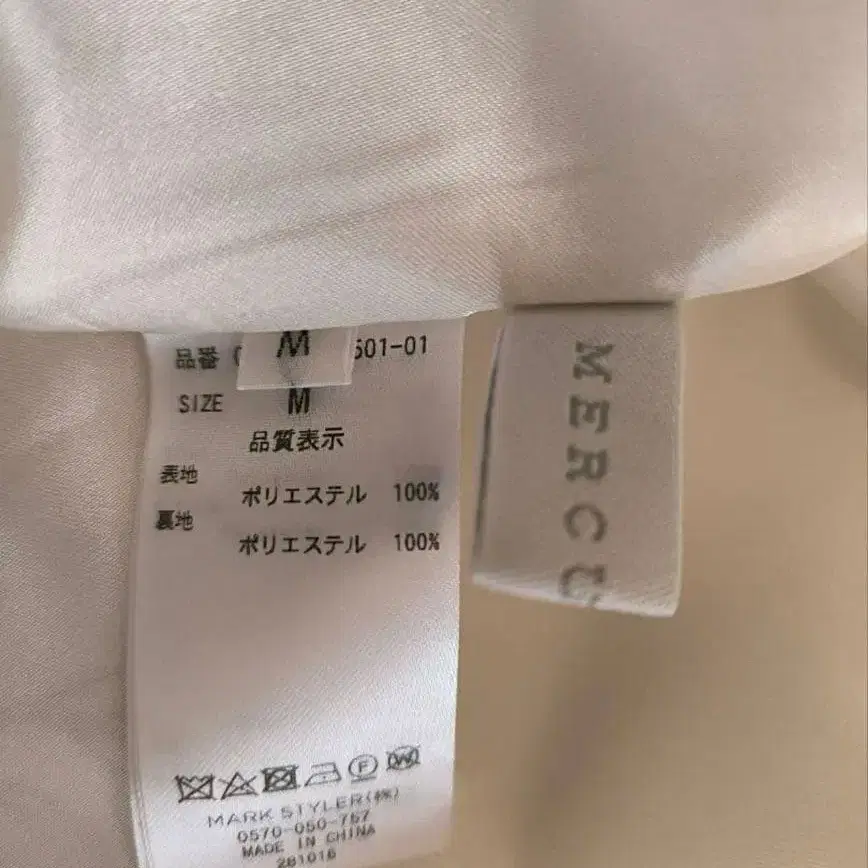 M
品番 501-01
SIZE M
品質表示
表地
ポリエステル 100%
裏地
ポリエステル 100%
F
W
MARK STYLER(株)
0570-050-757
MADE IN CHINA
281016
MERCU